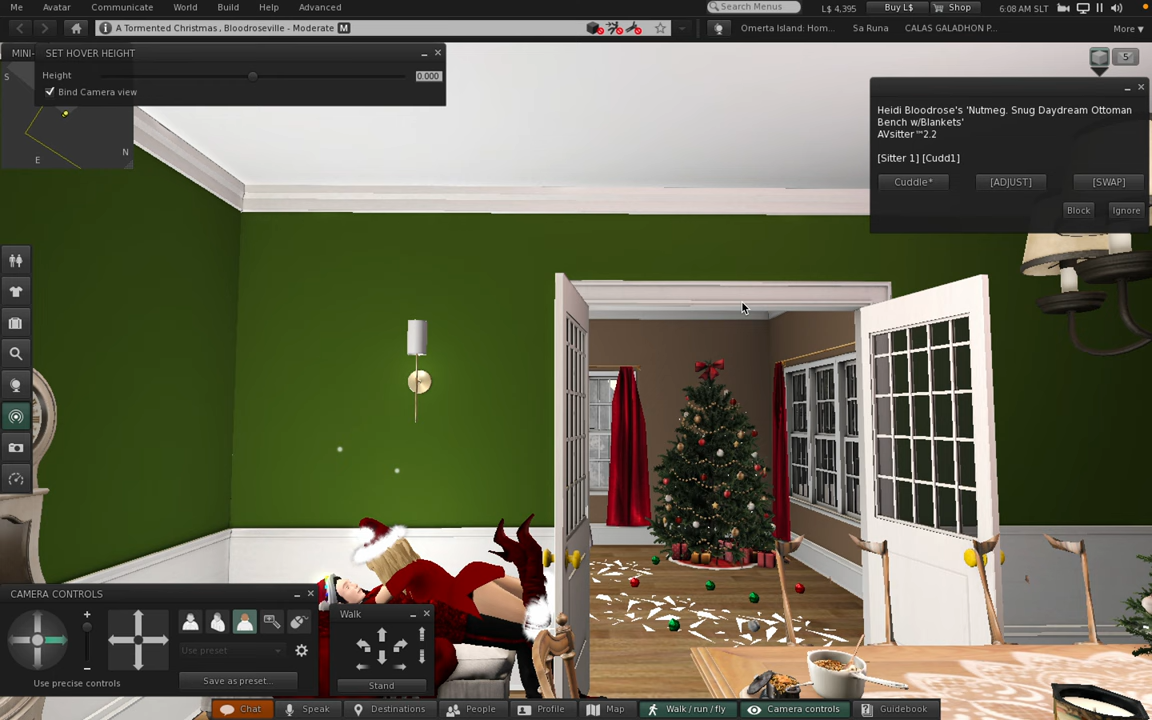 Me Avatar Communicate World Build Help Advanced
Search Menus
L$ 4,395
Buy L$
Shop
6:08 AM SLT
A Tormented Christmas , Bloodroseville - Moderate M
Omerta Island: Hom...
Sa Runa
CALAS GALADHON P...
More ▼
MINI-
SET HOVER HEIGHT
Height
0.000
Bind Camera view
S
E
N
5
Heidi Bloodrose's 'Nutmeg. Snug Daydream Ottoman
Bench w/Blankets'
AVsitter™2.2
[Sitter 1] [Cudd1]
Cuddle*
[ADJUST]
[SWAP]
Block
Ignore
CAMERA CONTROLS
Use preset
Use precise controls
Save as preset...
Walk
Stand
Chat
Speak
Destinations
People
Profile
Map
Walk / run / fly
Camera controls
Guidebook